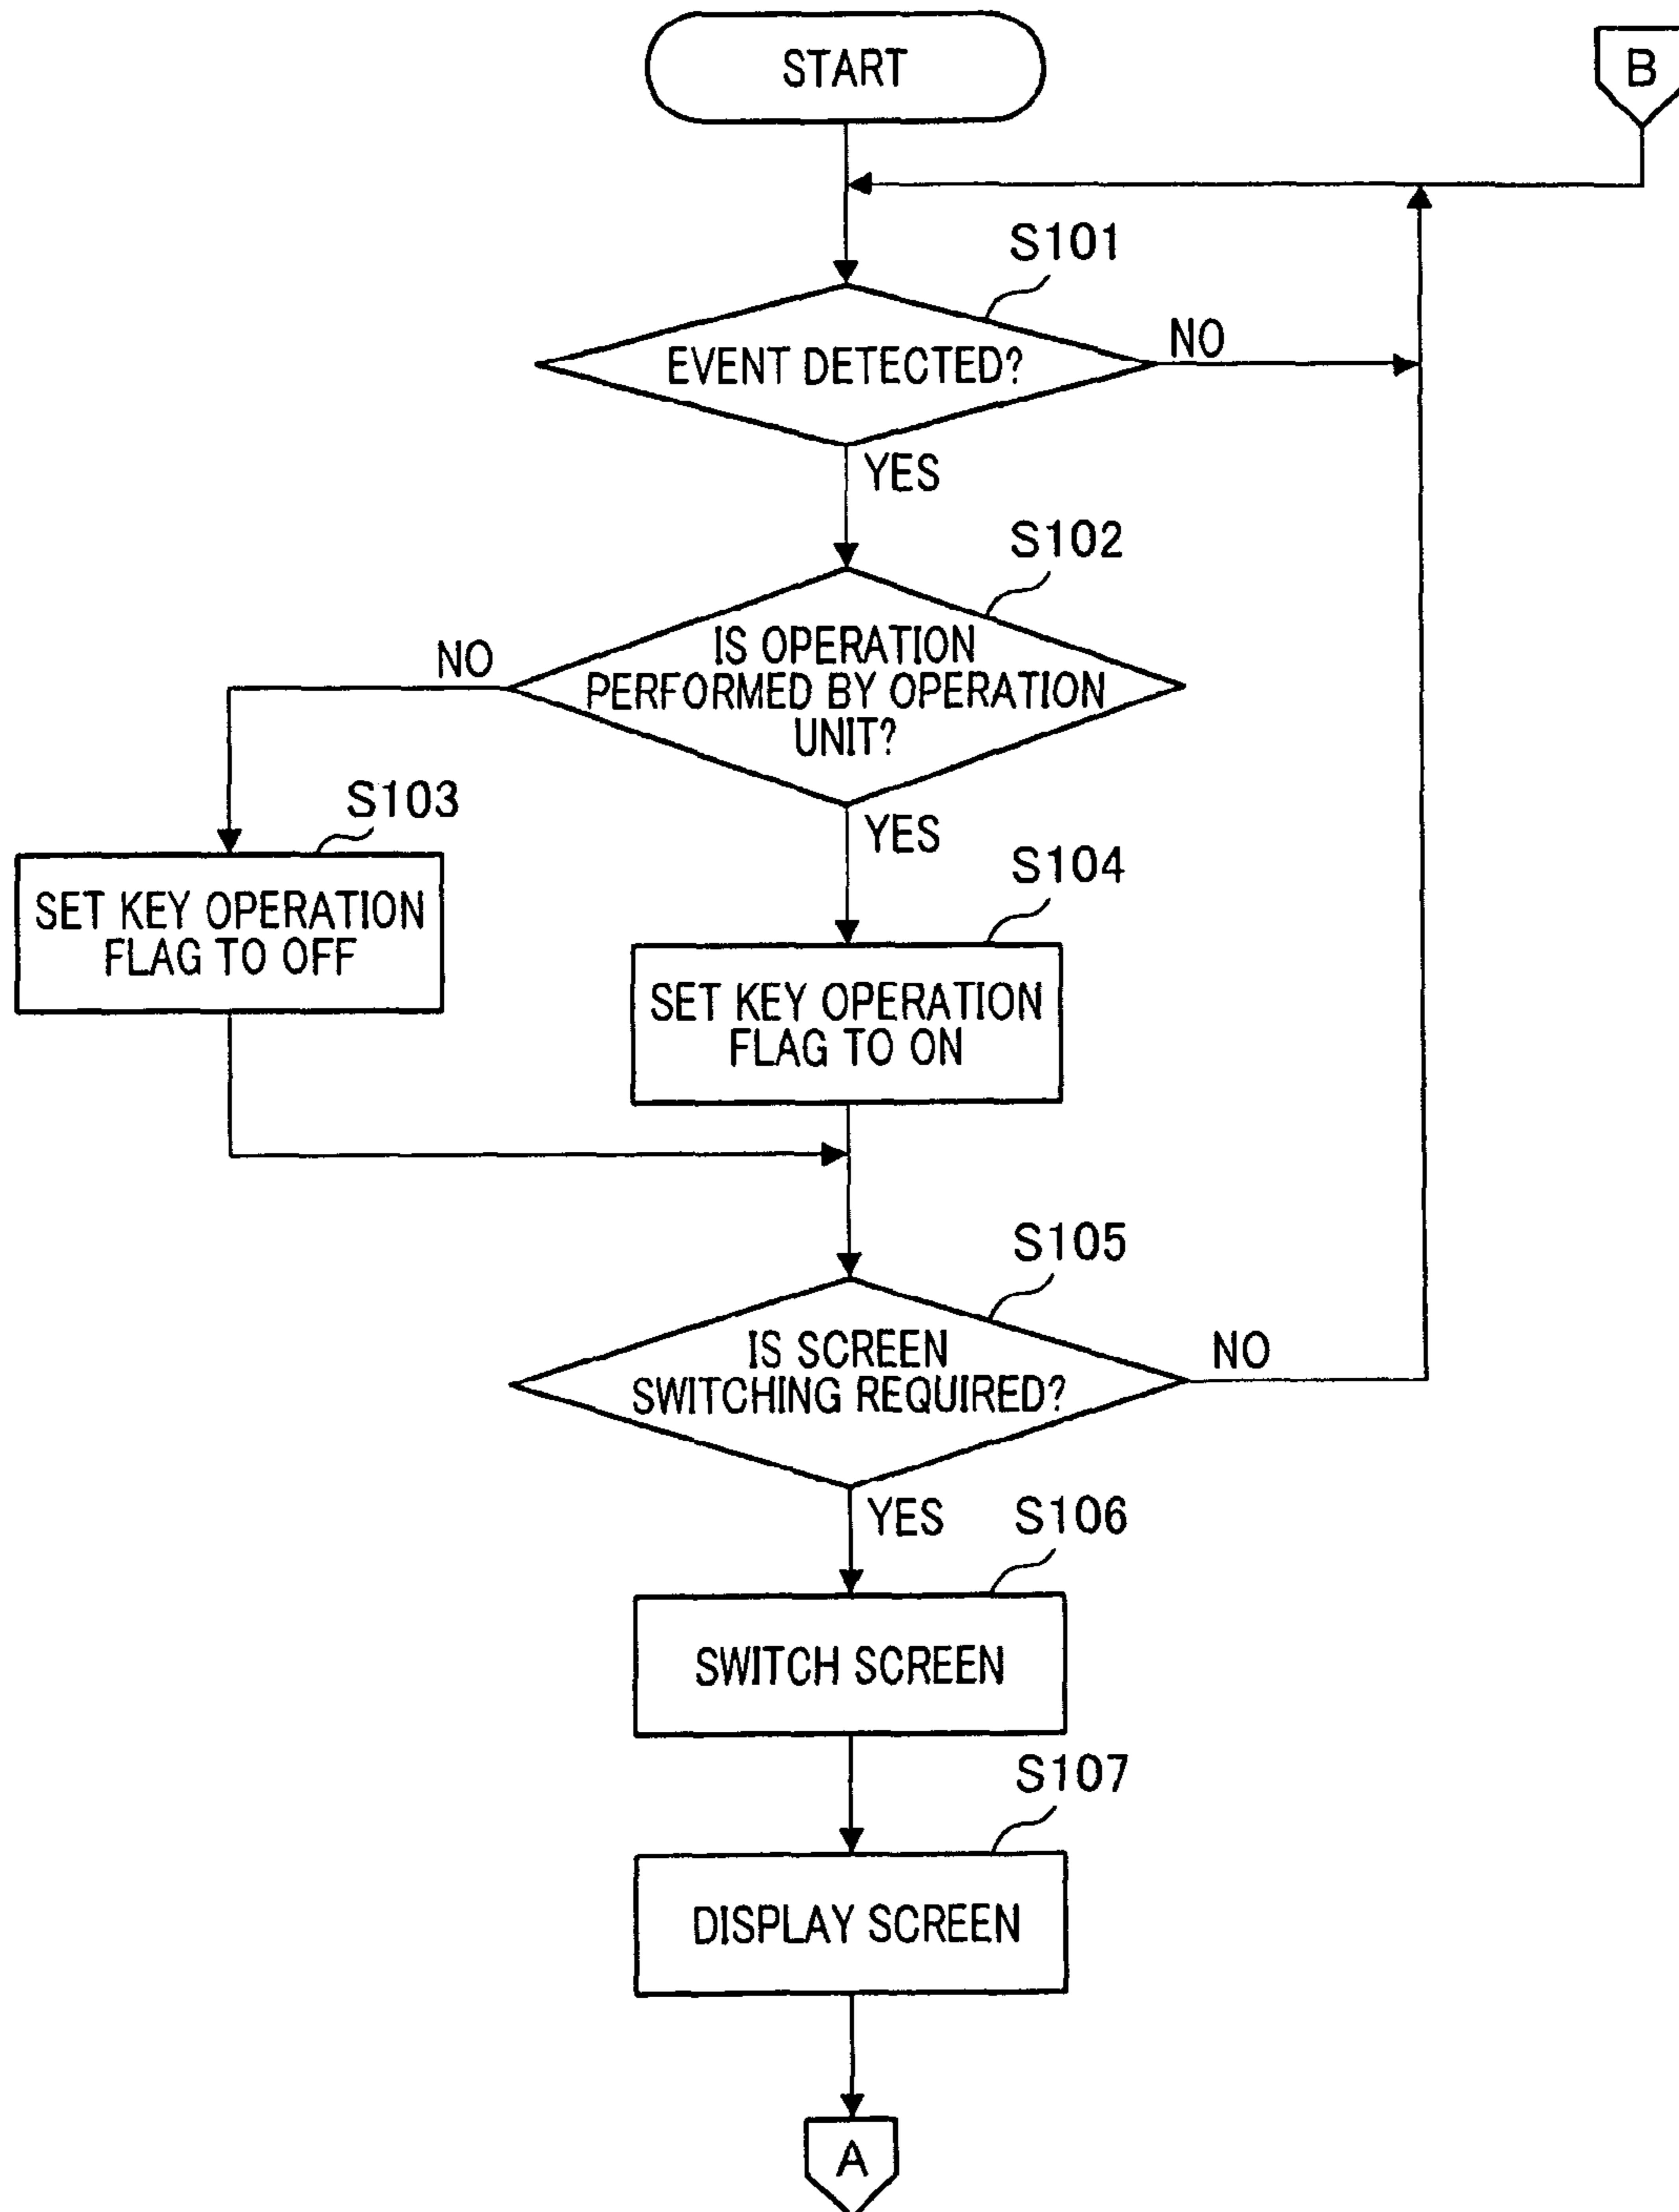 START
B
S101
EVENT DETECTED?
NO
YES
S102
IS OPERATION
PERFORMED BY OPERATION
UNIT?
NO
YES
S103
SET KEY OPERATION
FLAG TO OFF
S104
SET KEY OPERATION
FLAG TO ON
S105
IS SCREEN
SWITCHING REQUIRED?
NO
YES
S106
SWITCH SCREEN
S107
DISPLAY SCREEN
A